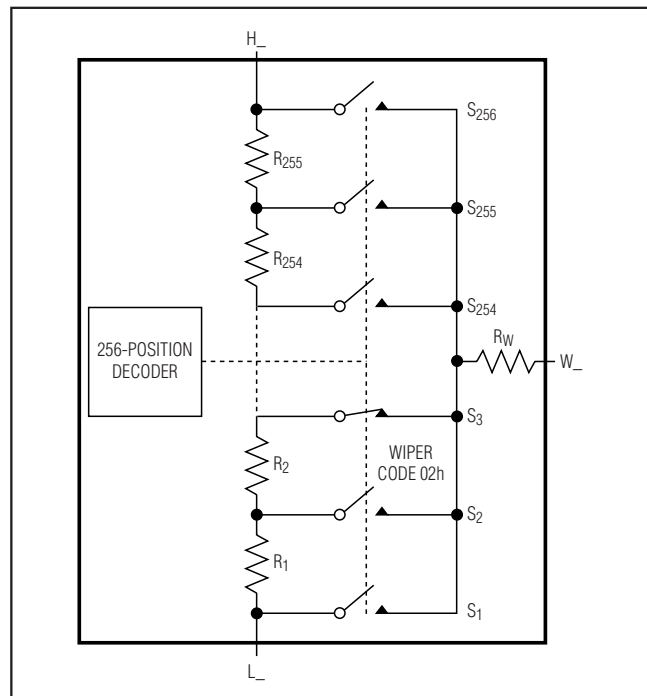 H_
S256
R255
S255
R254
S254
256-POSITION
DECODER
RW
W_
S3
WIPER
CODE 02h
R2
S2
R1
S1
L_